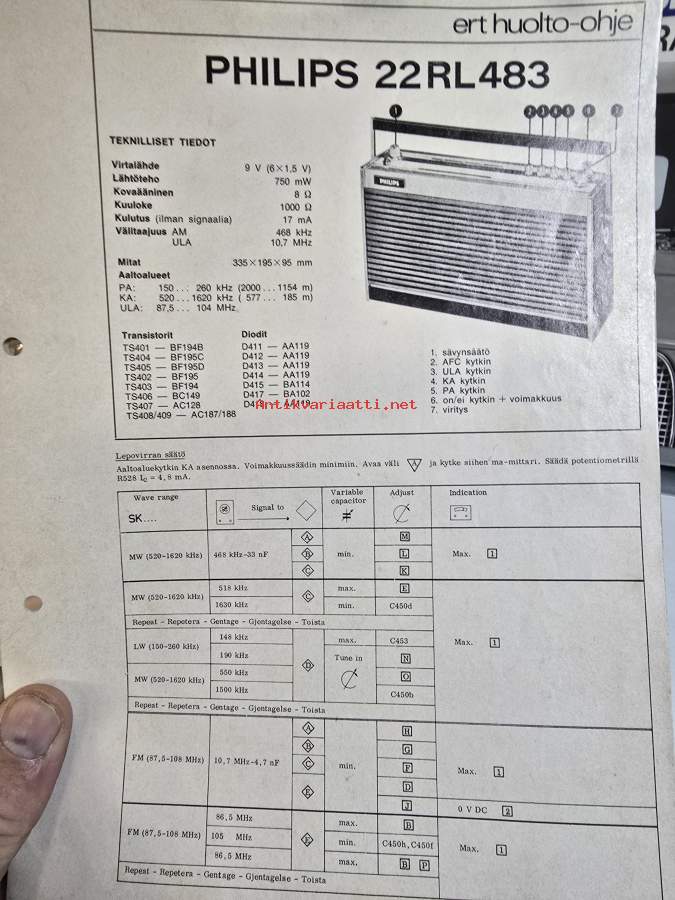 ert huolto-ohje
PHILIPS 22RL483
TEKNILLISET TIEDOT
Virtalähde 9 V (6×1,5 V)
Lähtöteho 750 mW
Kovaääninen 8 Ω
Kuuloke 1000 Ω
Kulutus (ilman signaalia) 17 mA
Välitaajuus AM 468 kHz
ULA 10,7 MHz
Mitat 335×195×95 mm
Aaltoalueet
PA: 150... 260 kHz (2000...1154 m)
KA: 520...1620 kHz ( 577... 185 m)
ULA: 87,5... 104 MHz)
Transistorit Diodit
TS401 — BF194B D411 — AA119
TS404 — BF195C D412 — AA119
TS405 — BF195D D413 — AA119
TS402 — BF195 D414 — AA119
TS403 — BF194 D415 — BA114
TS406 — BC149 D417 — BA102
TS407 — AC128
TS408/409 — AC187/188
PHILIPS
1 2 3 4 5 6 7
1. sävynsäätö
2. AFC kytkin
3. ULA kytkin
4. KA kytkin
5. PA kytkin
6. on/ei kytkin + voimakkuus
7. viritys
Antikvariaatti.net
Lepovirran säätö
Aaltoaluekytkin KA asennossa. Voimakkuussäädin minimiin. Avaa väli A ja kytke siihen ma-mittari. Säädä potentiometrillä
R528 Ic = 4,8 mA.
Wave range Signal to Variable capacitor Adjust Indication
SK....
MW (520-1620 kHz) 468 kHz-33 nF A B C min. M L K Max. 1
MW (520-1620 kHz) 518 kHz C max. E
1630 kHz min. C450d
Repeat - Repetera - Gentage - Gjentagelse - Toista
LW (150-260 kHz) 148 kHz D max. C453 Max. 1
190 kHz Tune in N
MW (520-1620 kHz) 550 kHz O
1500 kHz C450b
Repeat - Repetera - Gentage - Gjentagelse - Toista
FM (87,5-108 MHz) 10,7 MHz-4,7 nF A B C E min. H G F D Max. 1
J 0 V DC 2
FM (87,5-108 MHz) 86,5 MHz F max. B Max. 1
105 MHz min. C450h, C450f
86,5 MHz max. B P
Repeat - Repetera - Gentage - Gjentagelse - Toista